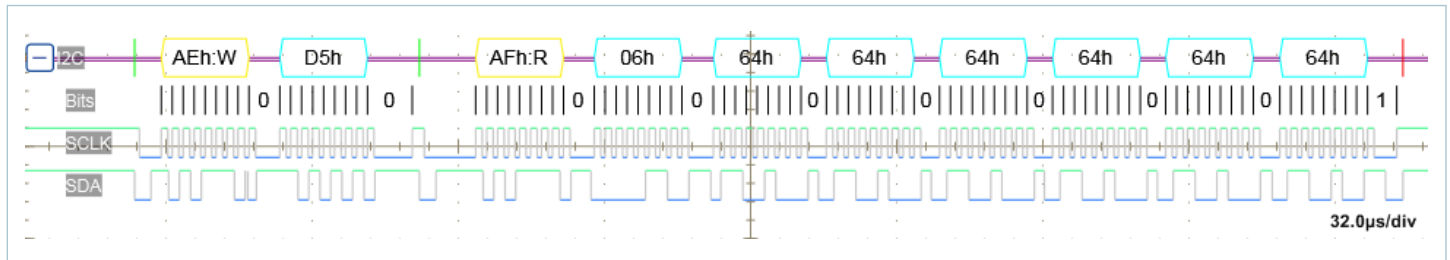 I2C AEh:W D5h AFh:R 06h 64h 64h 64h 64h 64h 64h
Bits 0 0 0 0 0 0 0 0 0 1
SCLK
SDA
32.0µs/div